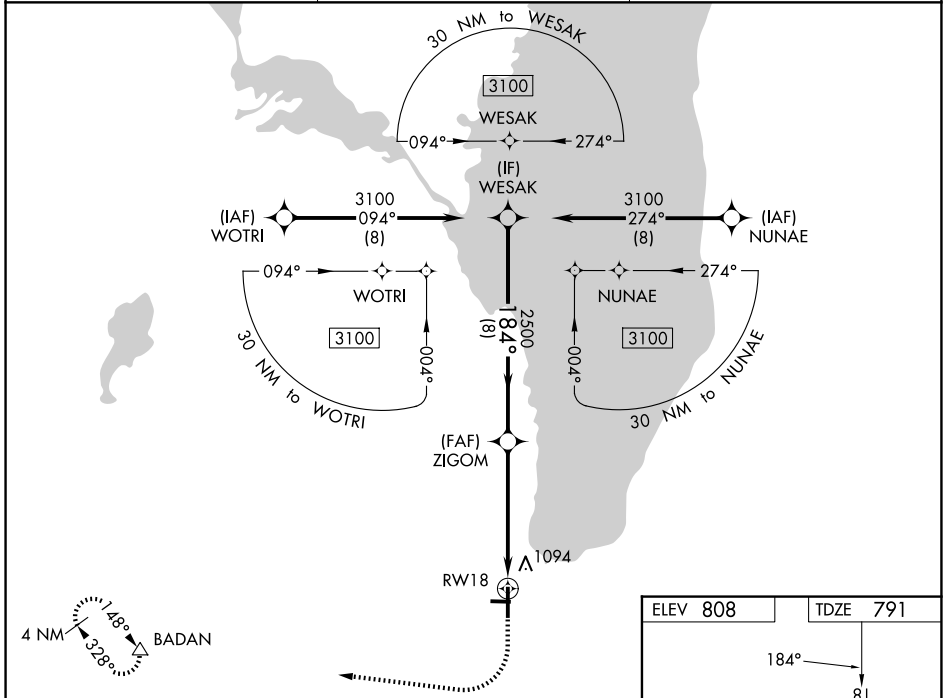 30 NM to WESAK
3100
WESAK
094°
274°
(IF)
WESAK
(IAF)
WOTRI
3100
094°
(8)
3100
274°
(8)
(IAF)
NUNAE
094°
WOTRI
3100
004°
30 NM to WOTRI
274°
NUNAE
3100
004°
30 NM to NUNAE
2500
184°
(8)
(FAF)
ZIGOM
1094
RW18
4 NM
148°
328°
BADAN
ELEV 808
TDZE 791
184°